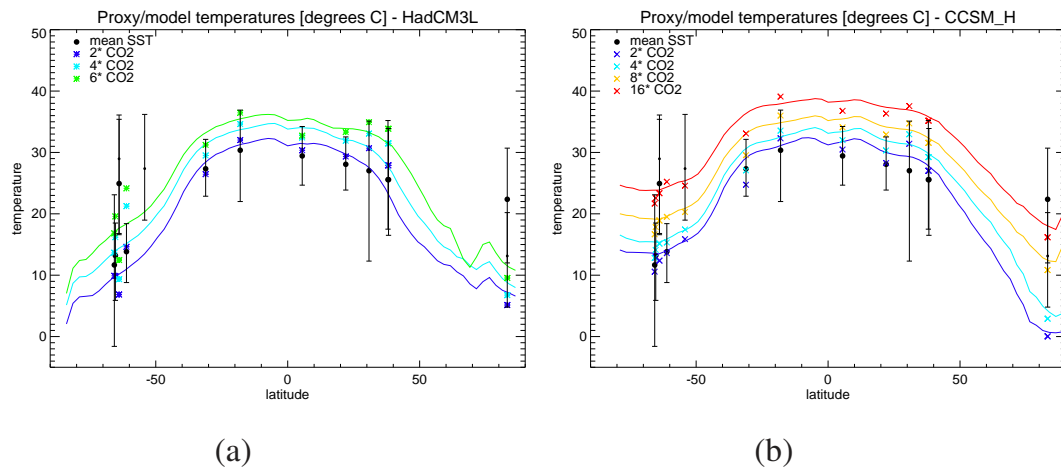 Proxy/model temperatures [degrees C] - HadCM3L
50
40
30
20
10
0
temperature
mean SST
2* CO2
4* CO2
6* CO2
-50
0
50
latitude
(a)
Proxy/model temperatures [degrees C] - CCSM_H
50
40
30
20
10
0
temperature
mean SST
2* CO2
4* CO2
8* CO2
16* CO2
-50
0
50
latitude
(b)